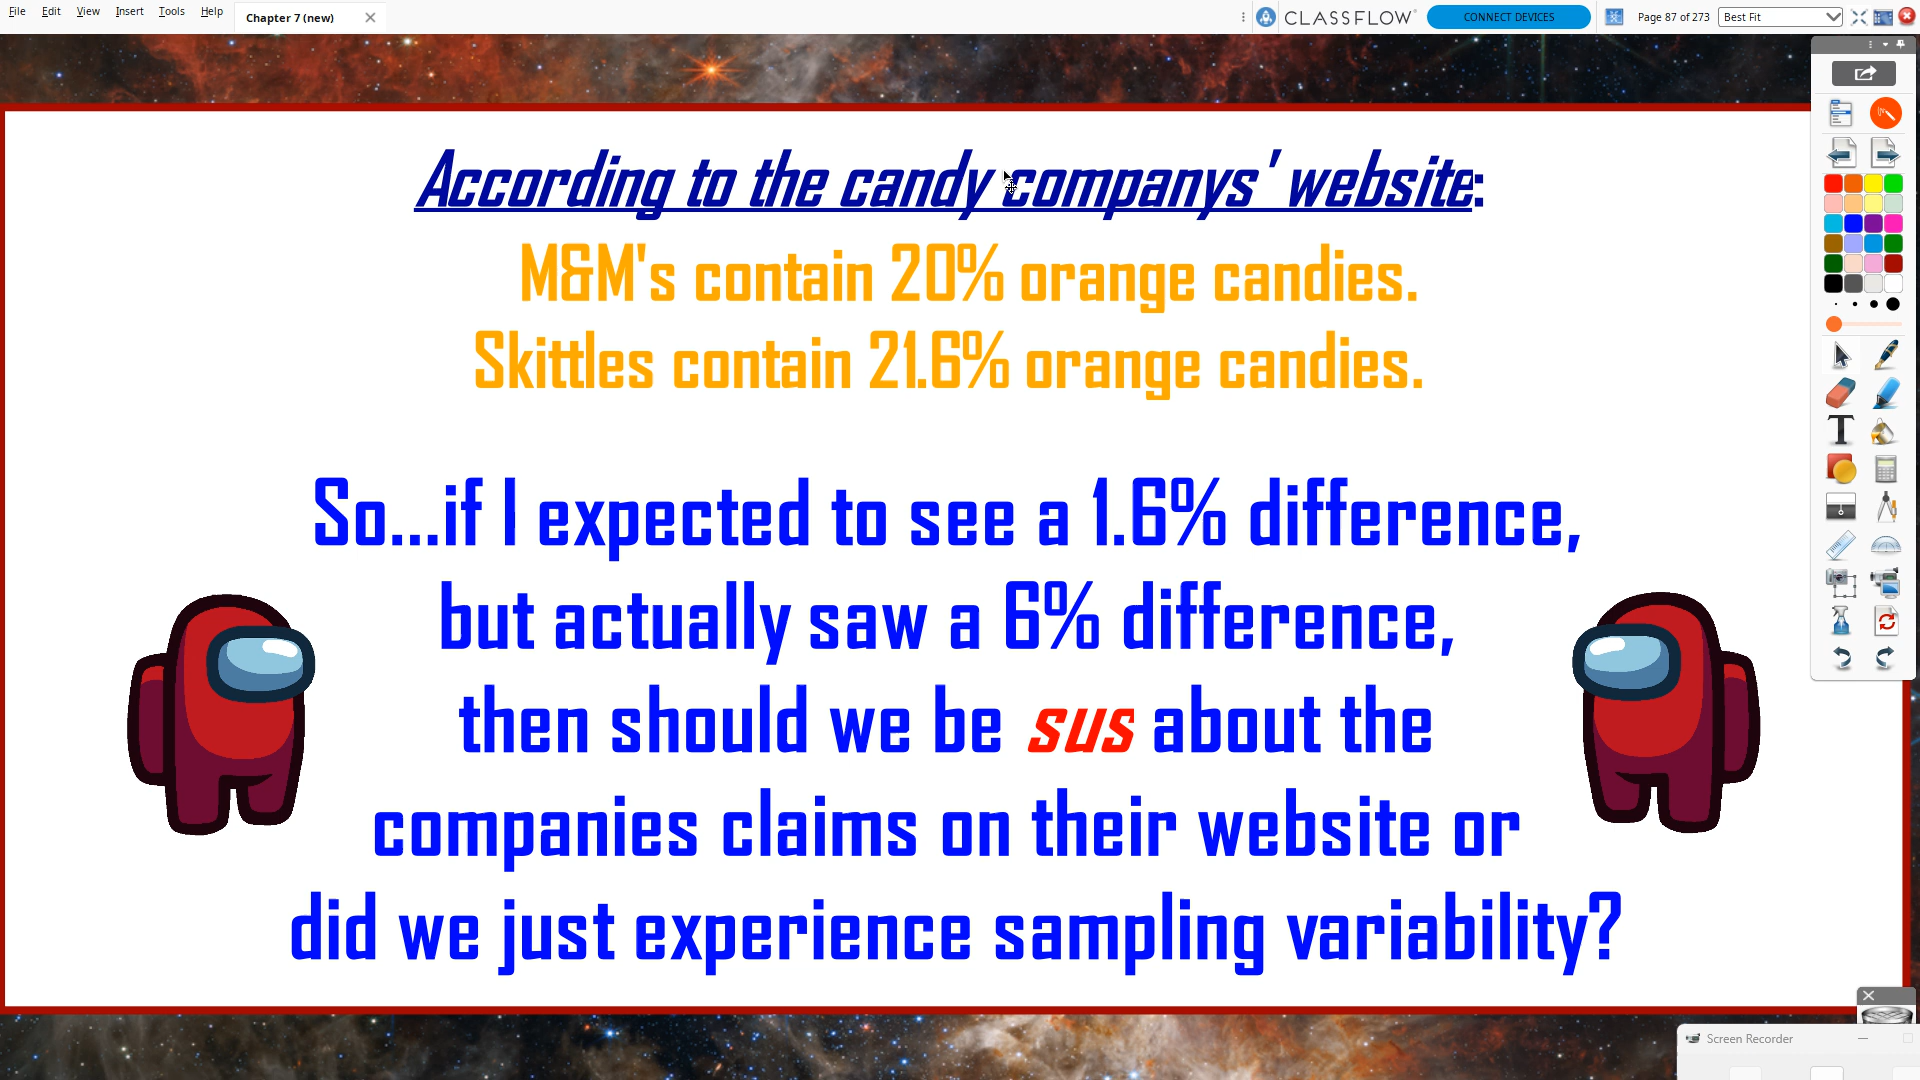 File Edit View Insert Tools Help
Chapter 7 (new)
CLASSFLOW
CONNECT DEVICES
Page 87 of 273
Best Fit
According to the candy companys' website:
M&M's contain 20% orange candies.
Skittles contain 21.6% orange candies.
So...if I expected to see a 1.6% difference,
but actually saw a 6% difference,
then should we be sus about the
companies claims on their website or
did we just experience sampling variability?
Screen Recorder